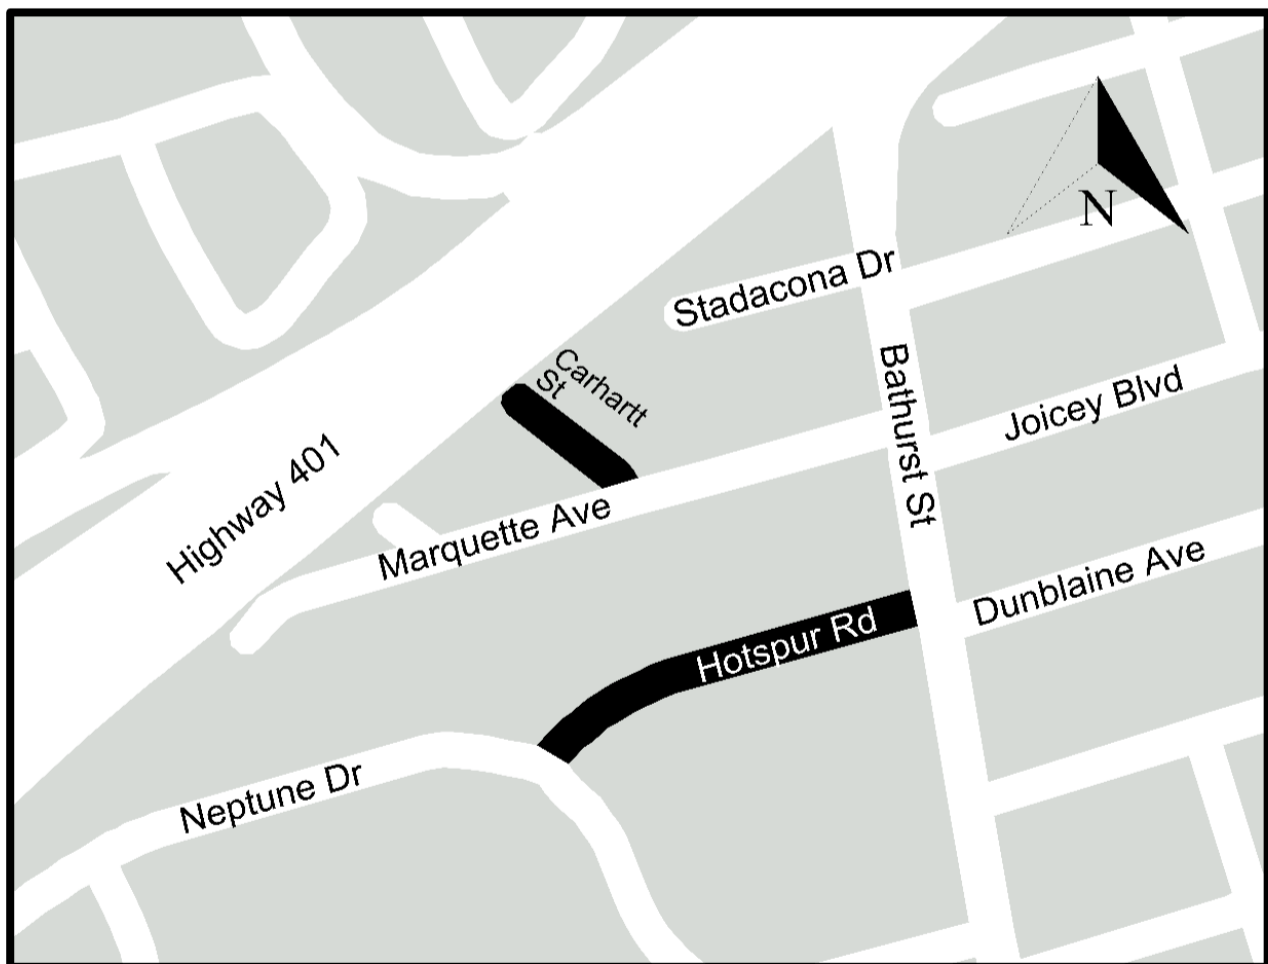 N
Stadacona Dr
Carhartt
St
Bathurst St
Joicey Blvd
Highway 401
Marquette Ave
Dunblaine Ave
Hotspur Rd
Neptune Dr